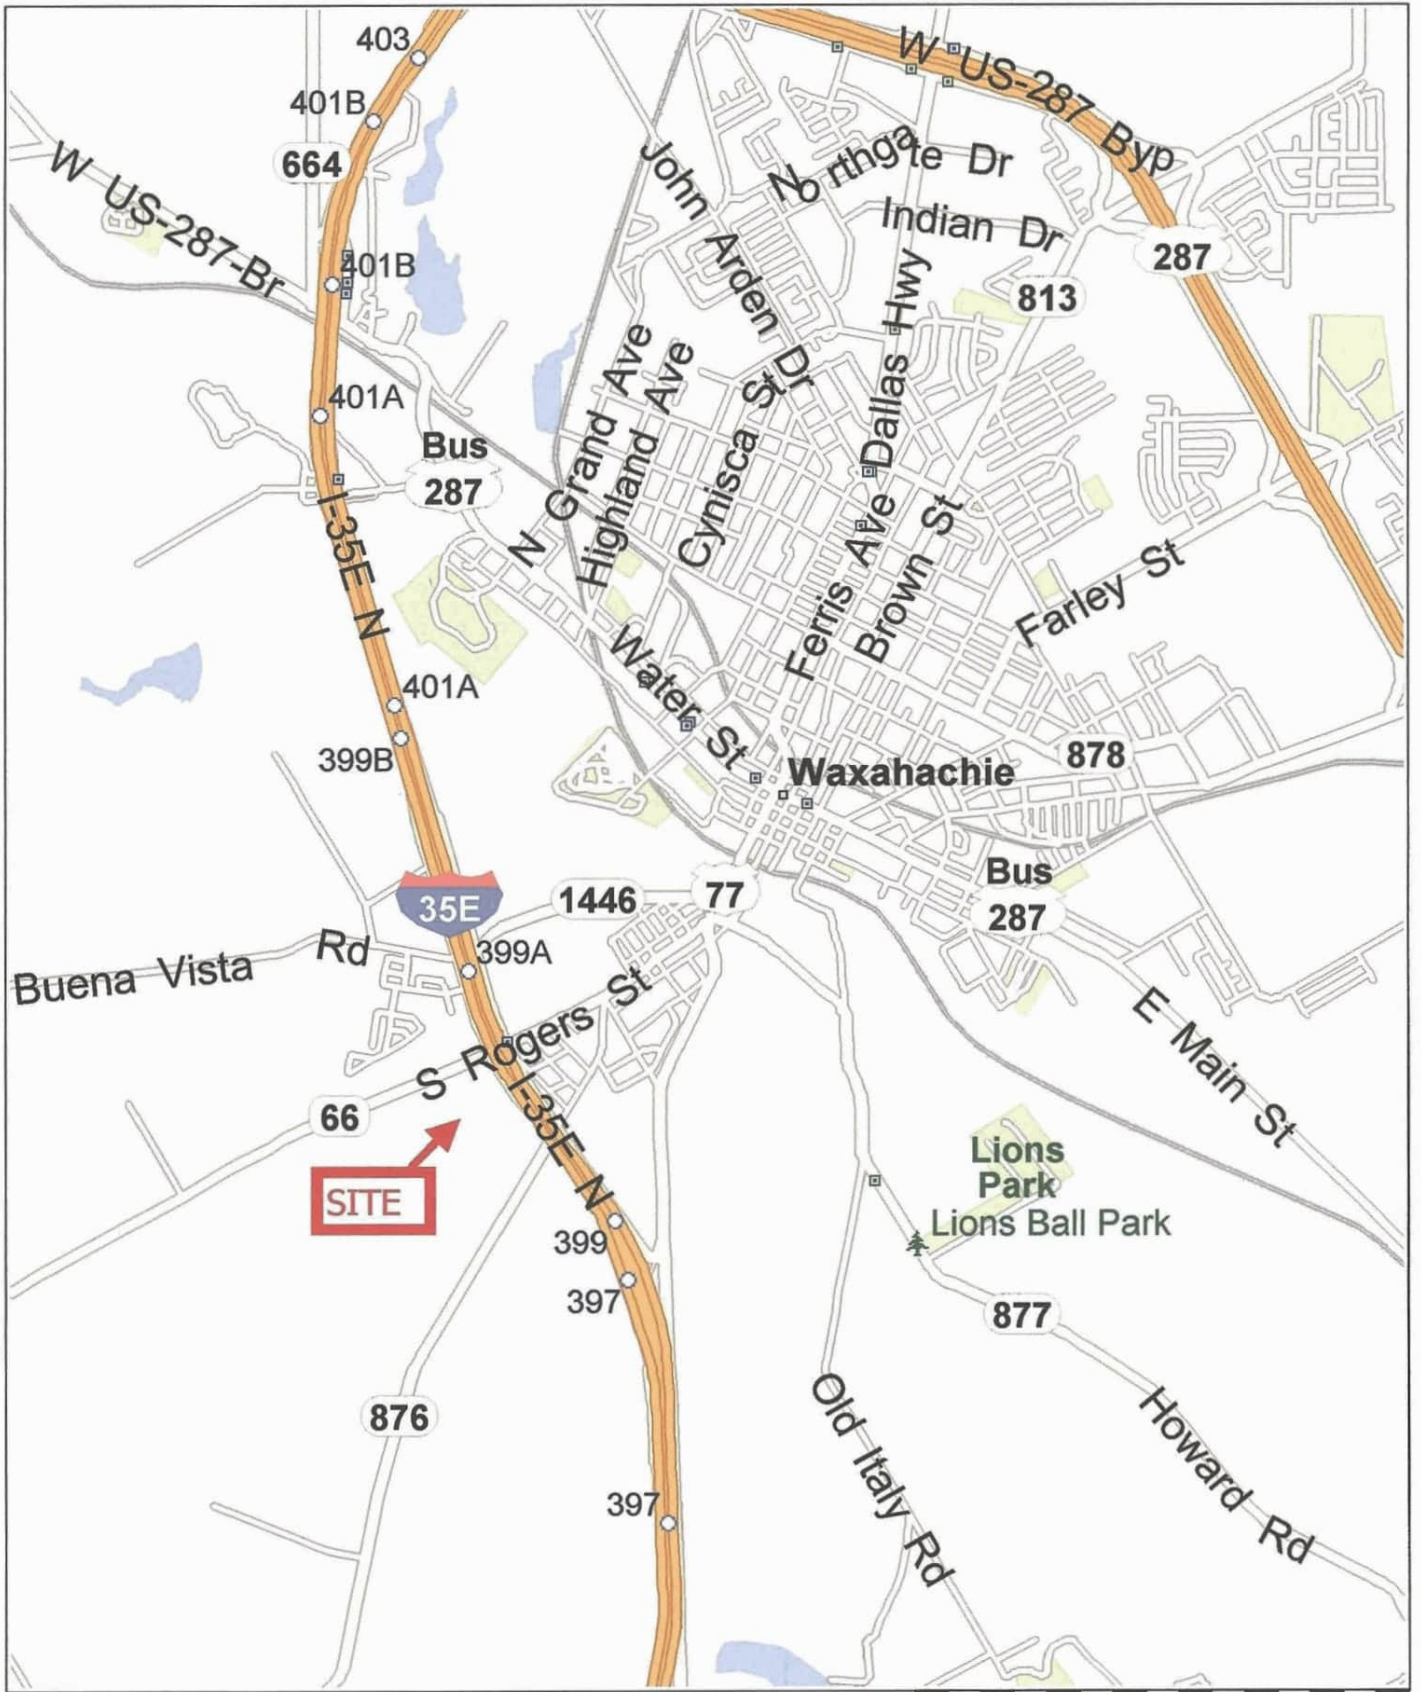 403
401B
664
W US-287-Br
401B
401A
Bus
287
I-35E N
401A
399B
W US-287 Byp
Northgate Dr
Indian Dr
287
813
John Arden Dr
Dallas Hwy
N Grand Ave
Highland Ave
Cynisca St
Ferris Ave
Brown St
Farley St
Water St
Waxahachie
878
35E
1446
77
Bus
287
Buena Vista Rd
399A
S Rogers St
66
I-35E N
SITE
E Main St
Lions
Park
Lions Ball Park
399
397
877
876
Old Italy Rd
Howard Rd
397